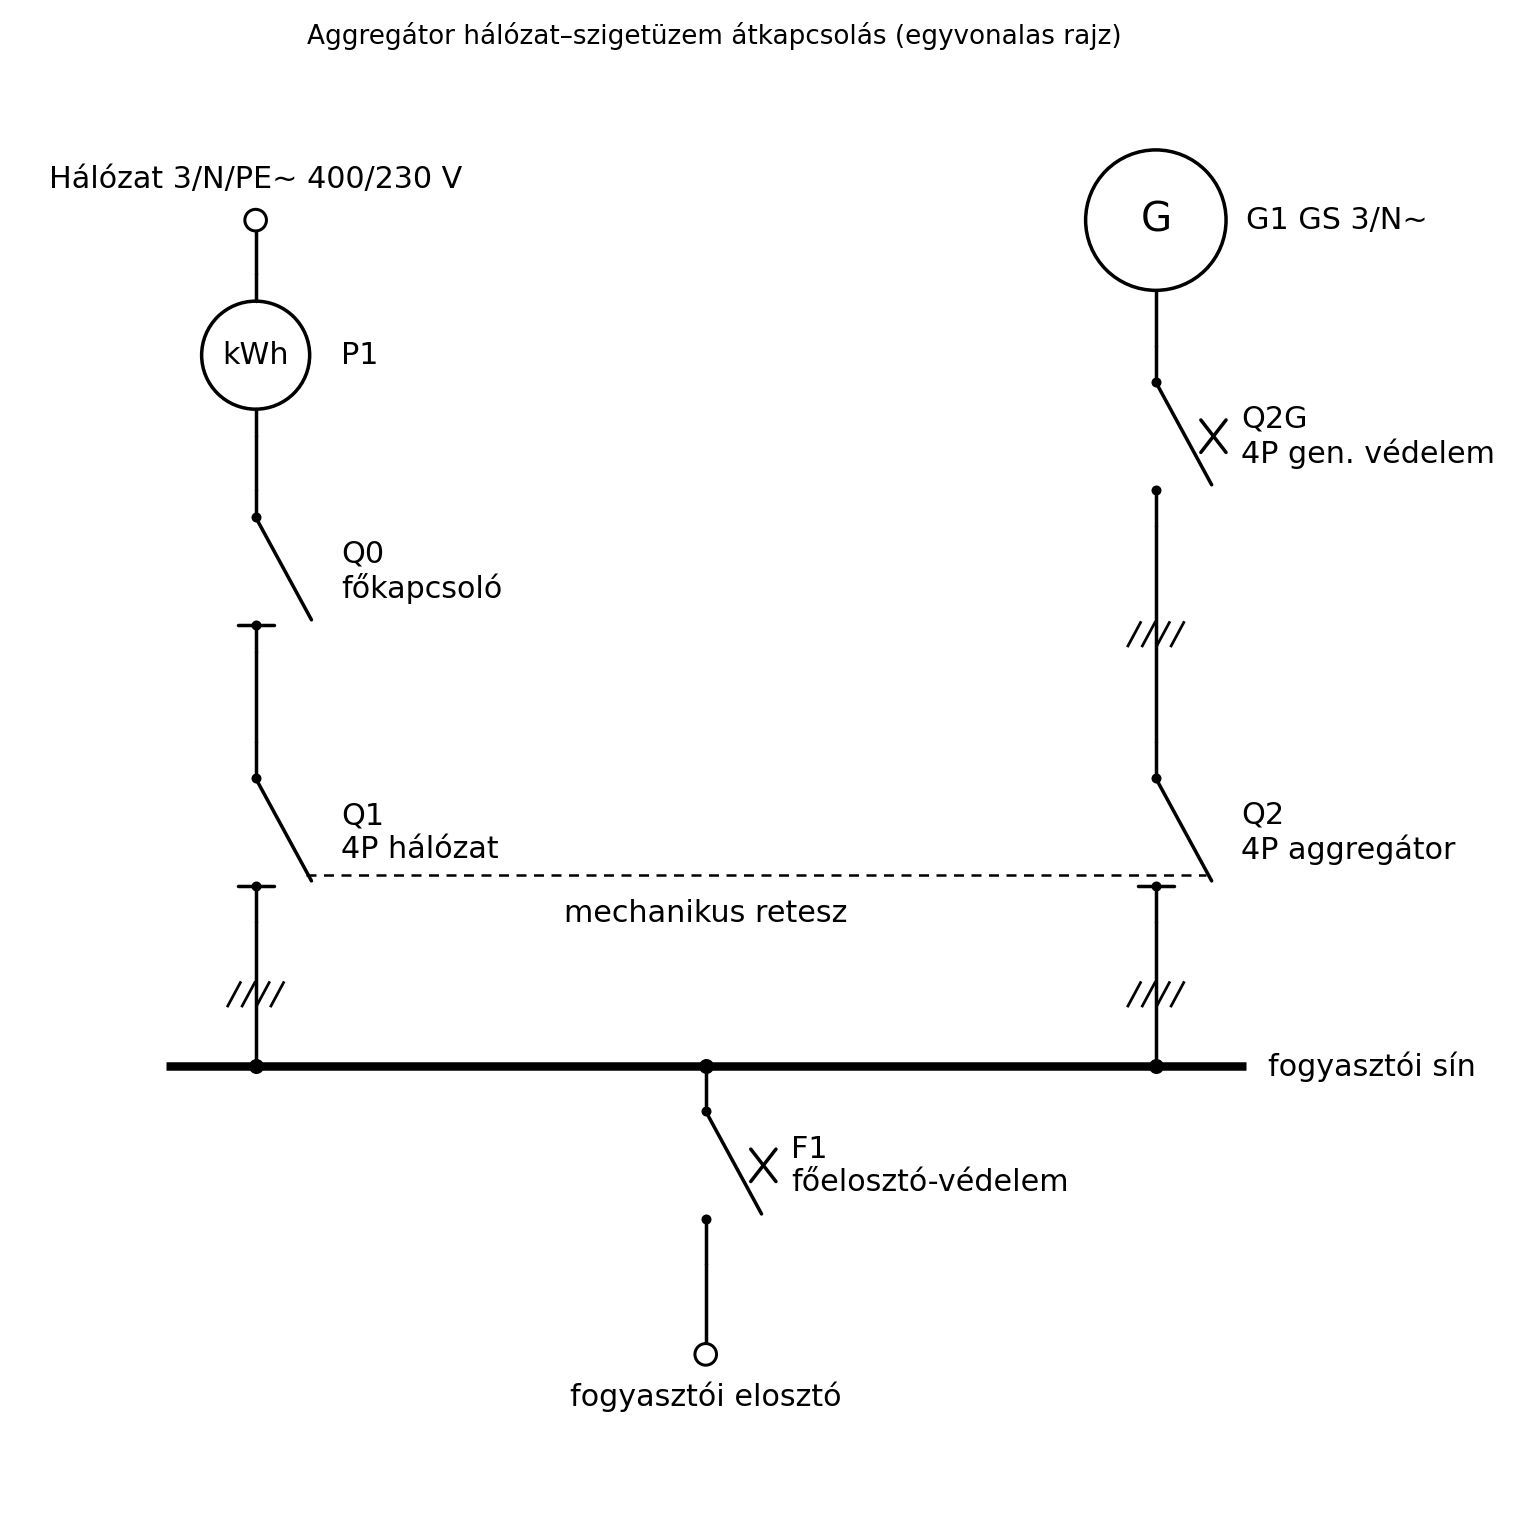 Aggregátor hálózat–szigetüzem átkapcsolás (egyvonalas rajz)
Hálózat 3/N/PE~ 400/230 V
G
G1 GS 3/N~
kWh
P1
Q2G
4P gen. védelem
Q0
főkapcsoló
Q1
4P hálózat
Q2
4P aggregátor
mechanikus retesz
fogyasztói sín
F1
főelosztó-védelem
fogyasztói elosztó